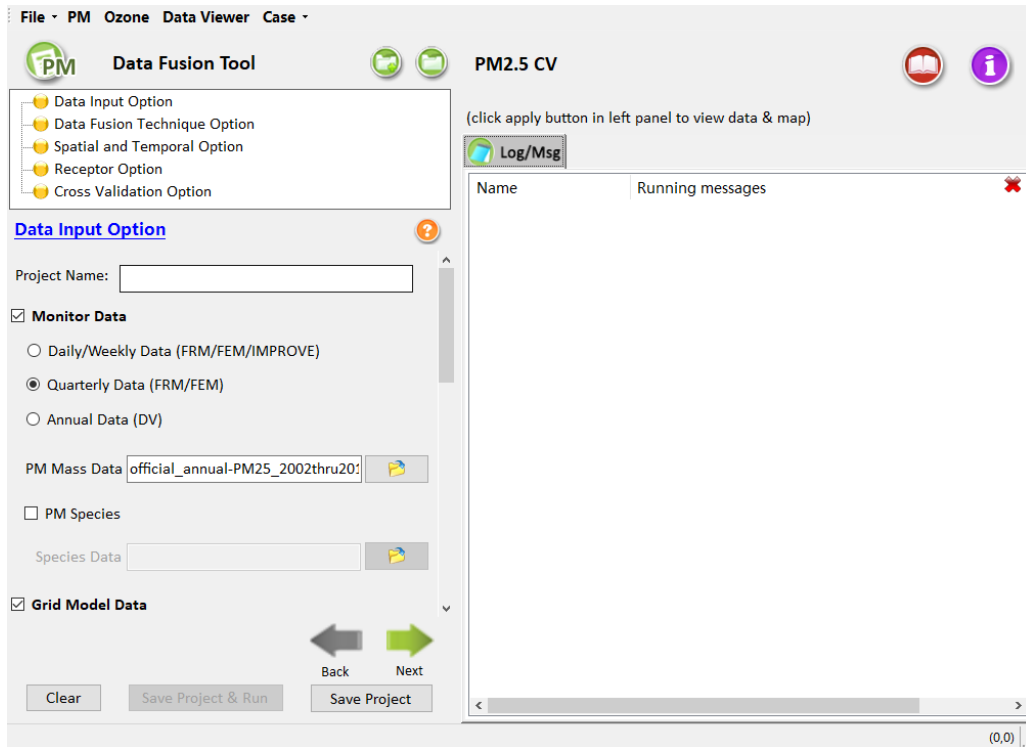 File PM Ozone Data Viewer Case
PM Data Fusion Tool
PM2.5 CV
Data Input Option
Data Fusion Technique Option
Spatial and Temporal Option
Receptor Option
Cross Validation Option
(click apply button in left panel to view data & map)
Log/Msg
Name Running messages
Data Input Option
?
Project Name:
Monitor Data
Daily/Weekly Data (FRM/FEM/IMPROVE)
Quarterly Data (FRM/FEM)
Annual Data (DV)
PM Mass Data official_annual-PM25_2002thru201
PM Species
Species Data
Grid Model Data
Back Next
Clear Save Project & Run Save Project
(0,0)